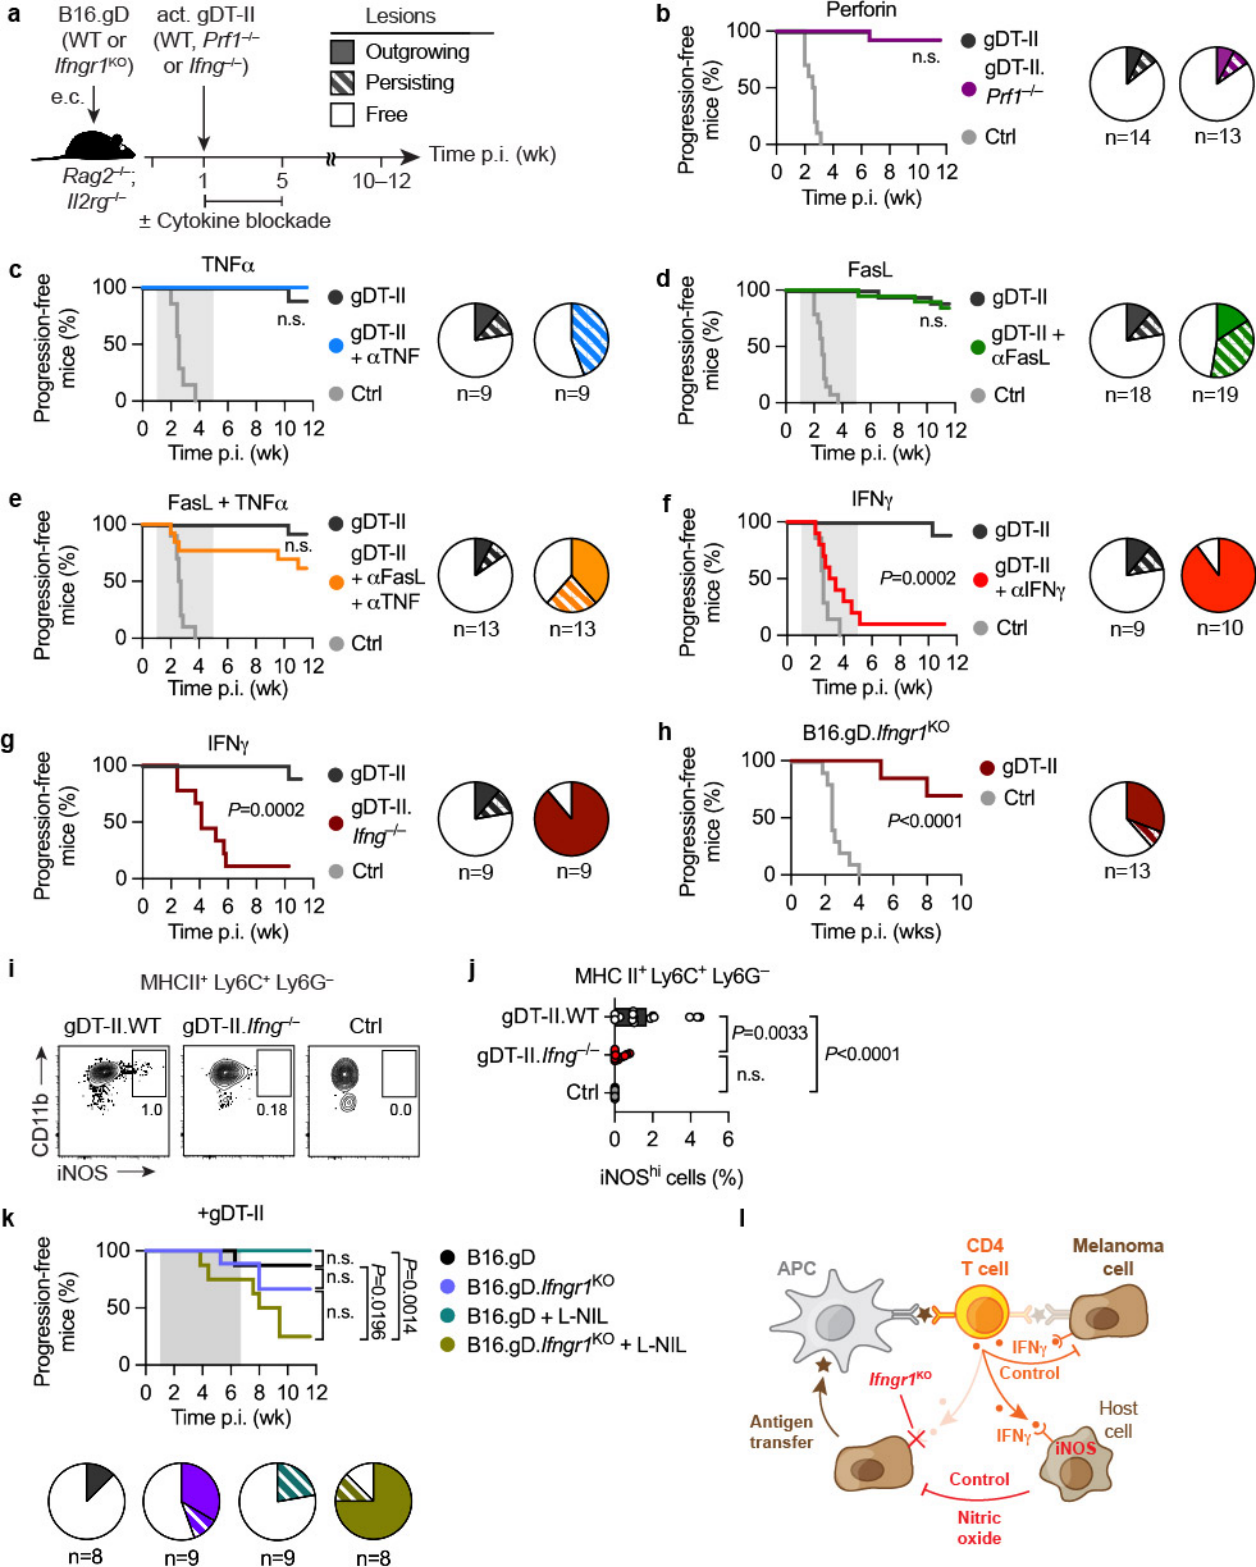 a
B16.gD
(WT or
Ifngr1KO)
e.c.
act. gDT-II
(WT, Prf1–/–
or Ifng–/–)
Lesions
Outgrowing
Persisting
Free
Rag2–/–;
Il2rg–/–
1
5
10–12
Time p.i. (wk)
± Cytokine blockade
b
Perforin
Progression-free
mice (%)
100
50
0
0 2 4 6 8 10 12
Time p.i. (wk)
n.s.
gDT-II
gDT-II.
Prf1–/–
Ctrl
n=14
n=13
c
TNFα
Progression-free
mice (%)
100
50
0
0 2 4 6 8 10 12
Time p.i. (wk)
n.s.
gDT-II
gDT-II
+ αTNF
Ctrl
n=9
n=9
d
FasL
Progression-free
mice (%)
100
50
0
0 2 4 6 8 10 12
Time p.i. (wk)
n.s.
gDT-II
gDT-II +
αFasL
Ctrl
n=18
n=19
e
FasL + TNFα
Progression-free
mice (%)
100
50
0
0 2 4 6 8 10 12
Time p.i. (wk)
n.s.
gDT-II
gDT-II
+ αFasL
+ αTNF
Ctrl
n=13
n=13
f
IFNγ
Progression-free
mice (%)
100
50
0
0 2 4 6 8 10 12
Time p.i. (wk)
P=0.0002
gDT-II
gDT-II
+ αIFNγ
Ctrl
n=9
n=10
g
IFNγ
Progression-free
mice (%)
100
50
0
0 2 4 6 8 10 12
Time p.i. (wk)
P=0.0002
gDT-II
gDT-II.
Ifng–/–
Ctrl
n=9
n=9
h
B16.gD.Ifngr1KO
Progression-free
mice (%)
100
50
0
0 2 4 6 8 10
Time p.i. (wks)
P<0.0001
gDT-II
Ctrl
n=13
i
MHCII+ Ly6C+ Ly6G–
gDT-II.WT
gDT-II.Ifng–/–
Ctrl
CD11b
1.0
0.18
0.0
iNOS
j
MHC II+ Ly6C+ Ly6G–
gDT-II.WT
gDT-II.Ifng–/–
Ctrl
P=0.0033
n.s.
P<0.0001
0 2 4 6
iNOShi cells (%)
k
+gDT-II
Progression-free
mice (%)
100
50
0
0 2 4 6 8 10 12
Time p.i. (wk)
n.s.
n.s.
n.s.
P=0.0196
P=0.0014
B16.gD
B16.gD.Ifngr1KO
B16.gD + L-NIL
B16.gD.Ifngr1KO + L-NIL
n=8
n=9
n=9
n=8
l
APC
CD4
T cell
Melanoma
cell
IFNγ
Control
Ifngr1KO
Antigen
transfer
IFNγ
Host
cell
iNOS
Control
Nitric
oxide